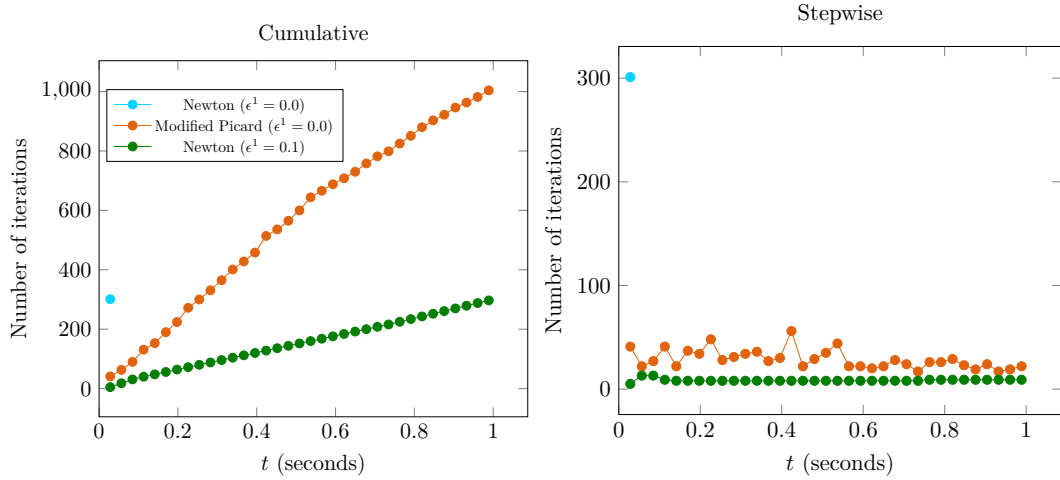 Cumulative
Number of iterations
1,000
800
600
400
200
0
Newton (ϵ¹ = 0.0)
Modified Picard (ϵ¹ = 0.0)
Newton (ϵ¹ = 0.1)
0 0.2 0.4 0.6 0.8 1
t (seconds)
Stepwise
Number of iterations
300
200
100
0
0 0.2 0.4 0.6 0.8 1
t (seconds)